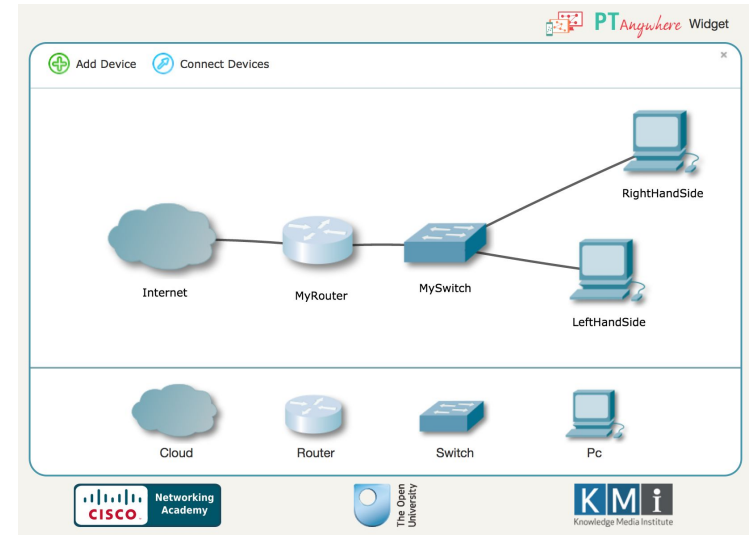 PT Anywhere Widget
Add Device Connect Devices
×
RightHandSide
Internet
MyRouter
MySwitch
LeftHandSide
Cloud
Router
Switch
Pc
CISCO
Networking
Academy
The Open
University
KMi
Knowledge Media Institute